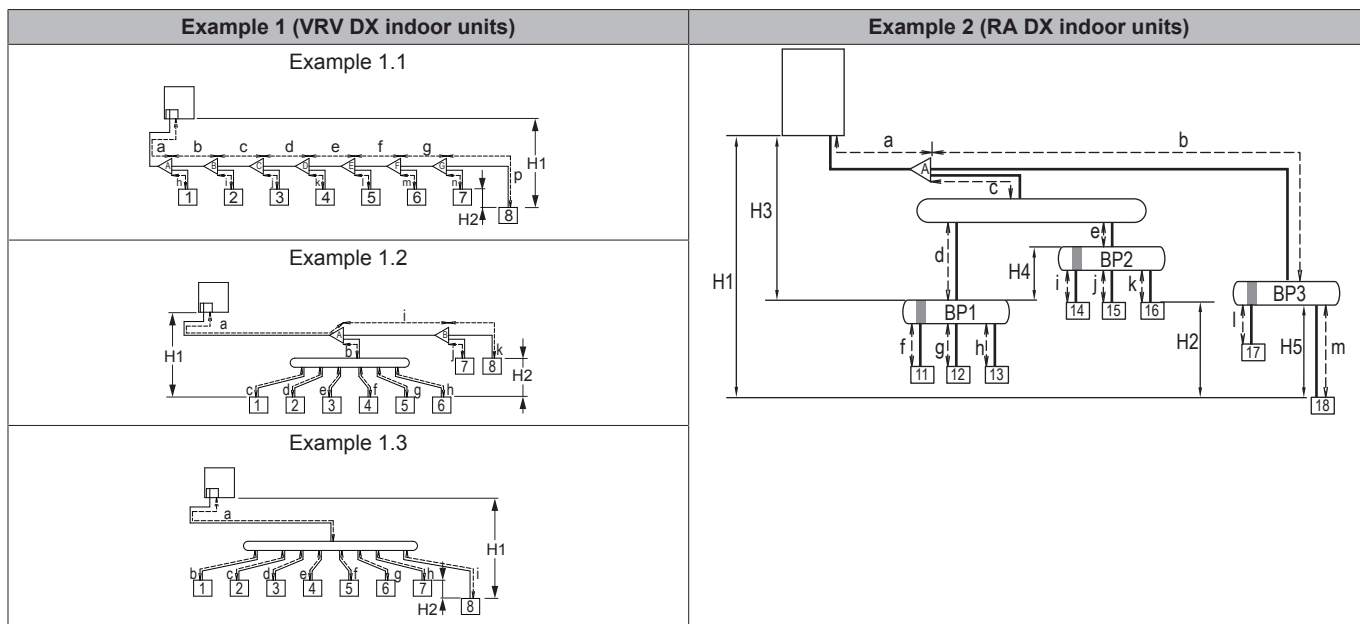 Example 1 (VRV DX indoor units)
Example 2 (RA DX indoor units)
Example 1.1
a b c d e f g
A B C D E F G
h i j k l m n p
1 2 3 4 5 6 7
8
H1
H2
Example 1.2
a
i
A B
b
j k
7 8
H1
H2
c d e f g h
1 2 3 4 5 6
Example 1.3
a
H1
b c d e f g h i
1 2 3 4 5 6 7
H2
8
a
b
A
c
H3
H1
d
e
H4
BP2
i j k
14 15 16
BP1
f g h
11 12 13
H2
BP3
l
17
H5
m
18